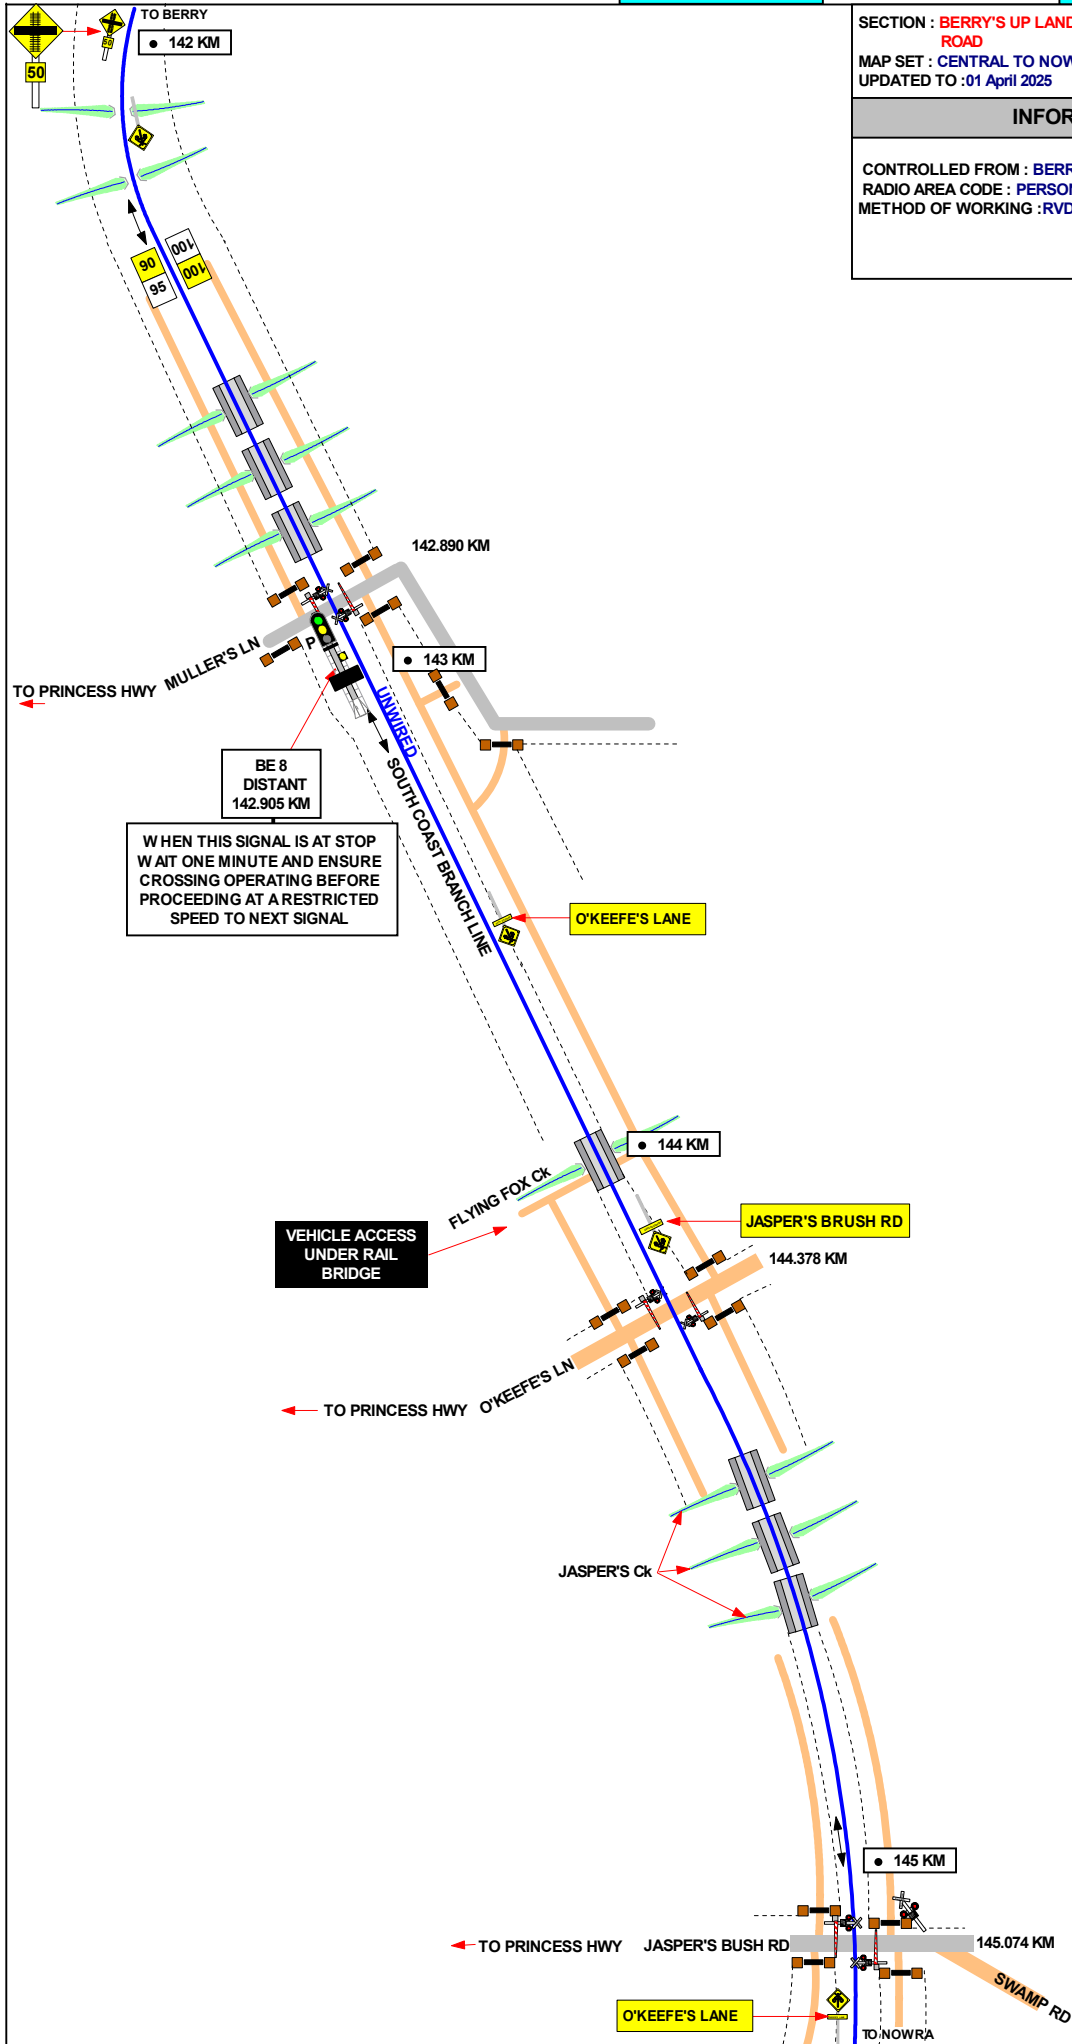 TO BERRY
142 KM
50
50
SECTION : BERRY'S UP LAND
ROAD
MAP SET : CENTRAL TO NOW
UPDATED TO :01 April 2025
INFOR
CONTROLLED FROM : BERR
RADIO AREA CODE : PERSON
METHOD OF WORKING :RVD
90
95
100
100
142.890 KM
MULLER'S LN
P
143 KM
TO PRINCESS HWY
UNWIRED
BE 8
DISTANT
142.905 KM
SOUTH COAST BRANCH LINE
WHEN THIS SIGNAL IS AT STOP
WAIT ONE MINUTE AND ENSURE
CROSSING OPERATING BEFORE
PROCEEDING AT A RESTRICTED
SPEED TO NEXT SIGNAL
O'KEEFE'S LANE
144 KM
FLYING FOX Ck
JASPER'S BRUSH RD
VEHICLE ACCESS
UNDER RAIL
BRIDGE
144.378 KM
O'KEEFE'S LN
TO PRINCESS HWY
JASPER'S Ck
145 KM
TO PRINCESS HWY
JASPER'S BUSH RD
145.074 KM
SWAMP RD
O'KEEFE'S LANE
TO NOWRA